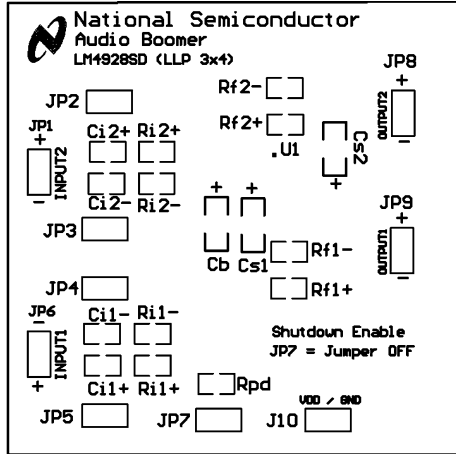 National Semiconductor
Audio Boomer
LM4928SD (LLP 3x4)
JP8
Rf2-
JP2
+
OUTPUT2
-
Rf2+
JP1
Ci2+ Ri2+
Cs2
+
.U1
+
INPUT2
-
Ci2- Ri2-
JP9
+ +
+
OUTPUT1
-
JP3
Rf1-
Cb Cs1
JP4
Rf1+
JP6
Ci1- Ri1-
-
INPUT1
+
Shutdown Enable
JP7 = Jumper OFF
Ci1+ Ri1+
Rpd
VDD / GND
JP5
JP7
J10